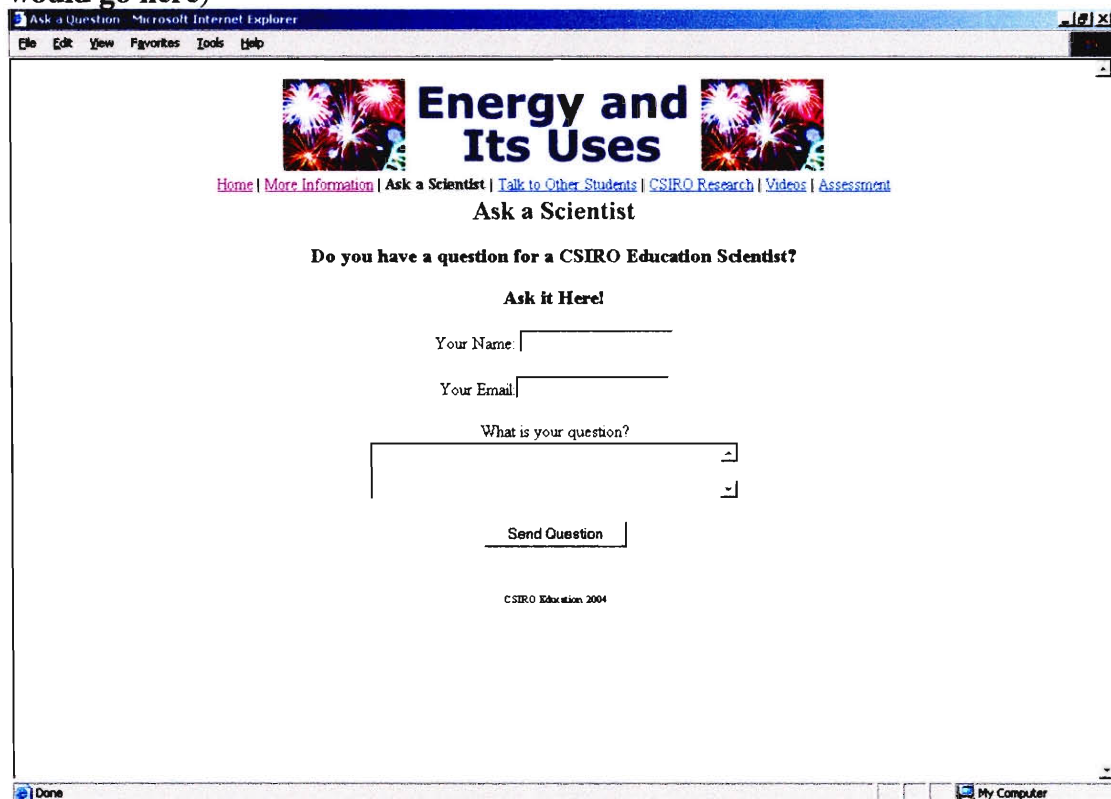 would go here)
Ask a Question - Microsoft Internet Explorer
File Edit View Favorites Tools Help
Energy and
Its Uses
Home | More Information | Ask a Scientist | Talk to Other Students | CSIRO Research | Videos | Assessment
Ask a Scientist
Do you have a question for a CSIRO Education Scientist?
Ask it Here!
Your Name:
Your Email:
What is your question?
Send Question
CSIRO Education 2004
Done
My Computer